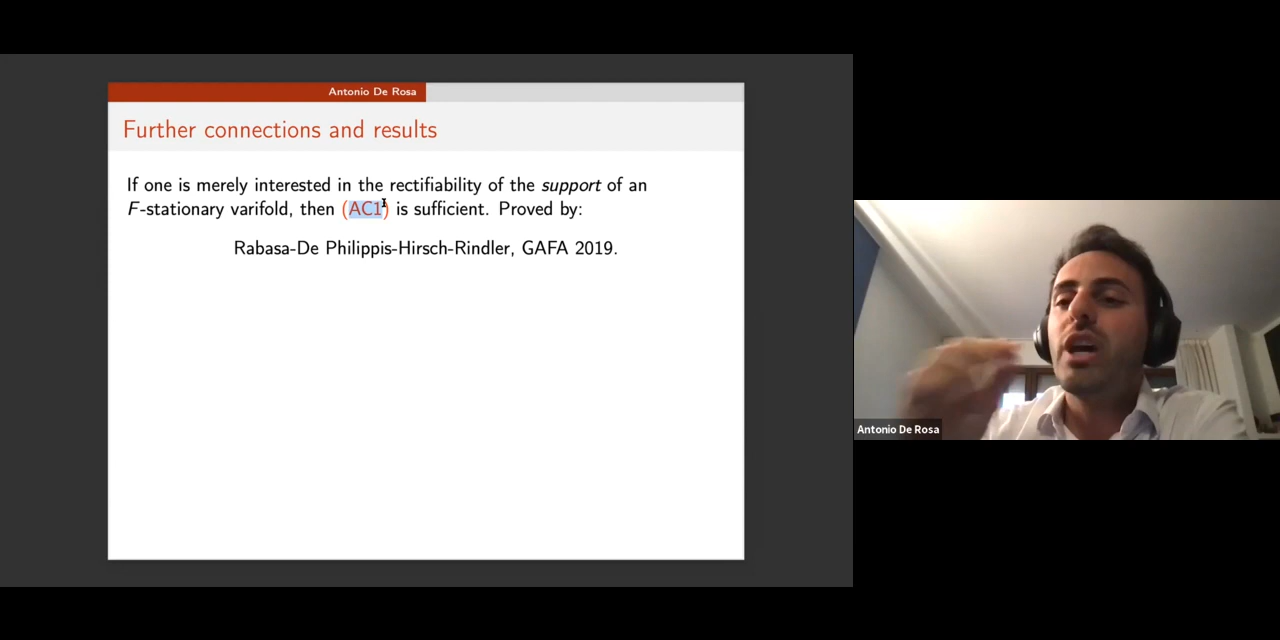 Antonio De Rosa
Further connections and results
If one is merely interested in the rectifiability of the support of an
F-stationary varifold, then (AC1) is sufficient. Proved by:
Rabasa-De Philippis-Hirsch-Rindler, GAFA 2019.
Antonio De Rosa